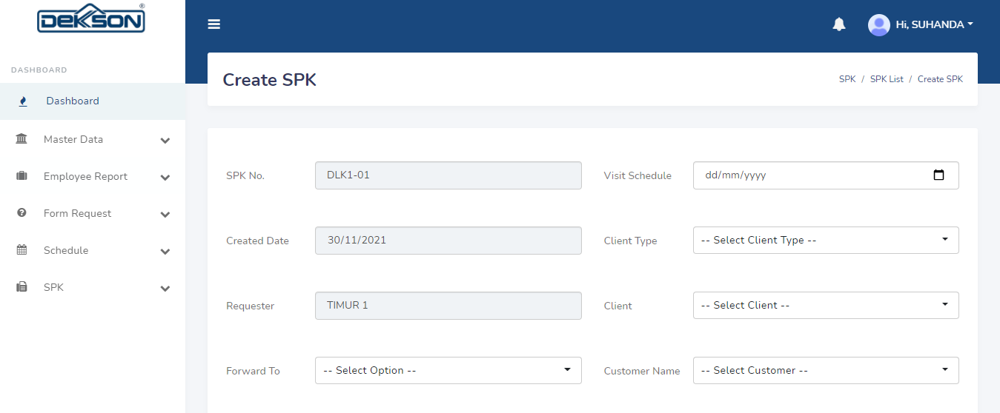 DEKSON®
Hi, SUHANDA
DASHBOARD
Dashboard
Master Data
Employee Report
Form Request
Schedule
SPK
Create SPK
SPK / SPK List / Create SPK
SPK No. DLK1-01 Visit Schedule dd/mm/yyyy
Created Date 30/11/2021 Client Type -- Select Client Type --
Requester TIMUR 1 Client -- Select Client --
Forward To -- Select Option -- Customer Name -- Select Customer --